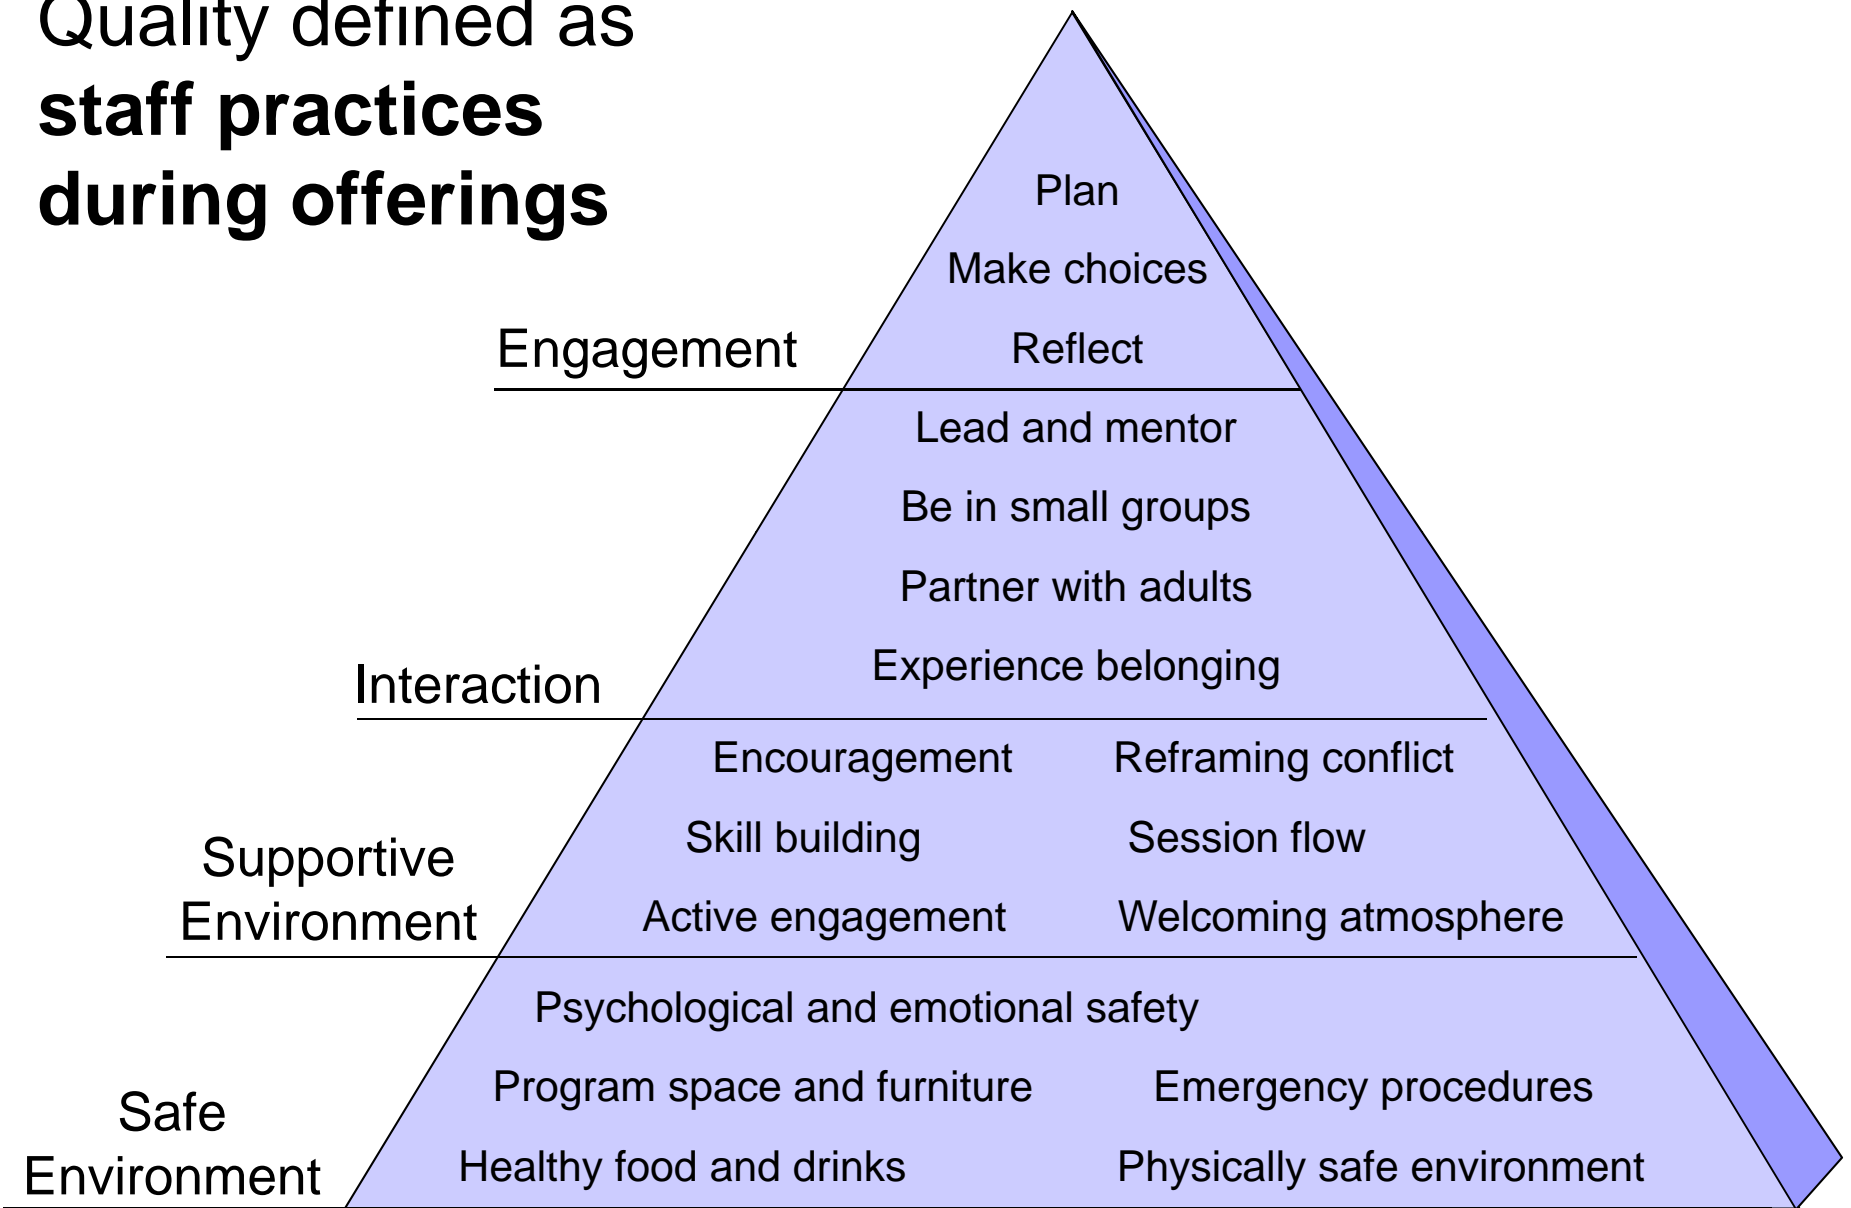 Quality defined as
staff practices
during offerings
Plan
Make choices
Engagement
Reflect
Lead and mentor
Be in small groups
Partner with adults
Interaction
Experience belonging
Encouragement Reframing conflict
Skill building Session flow
Supportive
Environment
Active engagement Welcoming atmosphere
Psychological and emotional safety
Program space and furniture Emergency procedures
Safe
Environment
Healthy food and drinks Physically safe environment